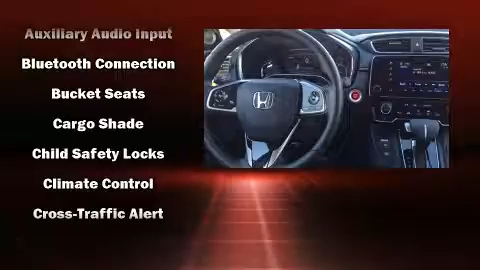 Auxiliary Audio Input
Bluetooth Connection
Bucket Seats
Cargo Shade
Child Safety Locks
Climate Control
Cross-Traffic Alert